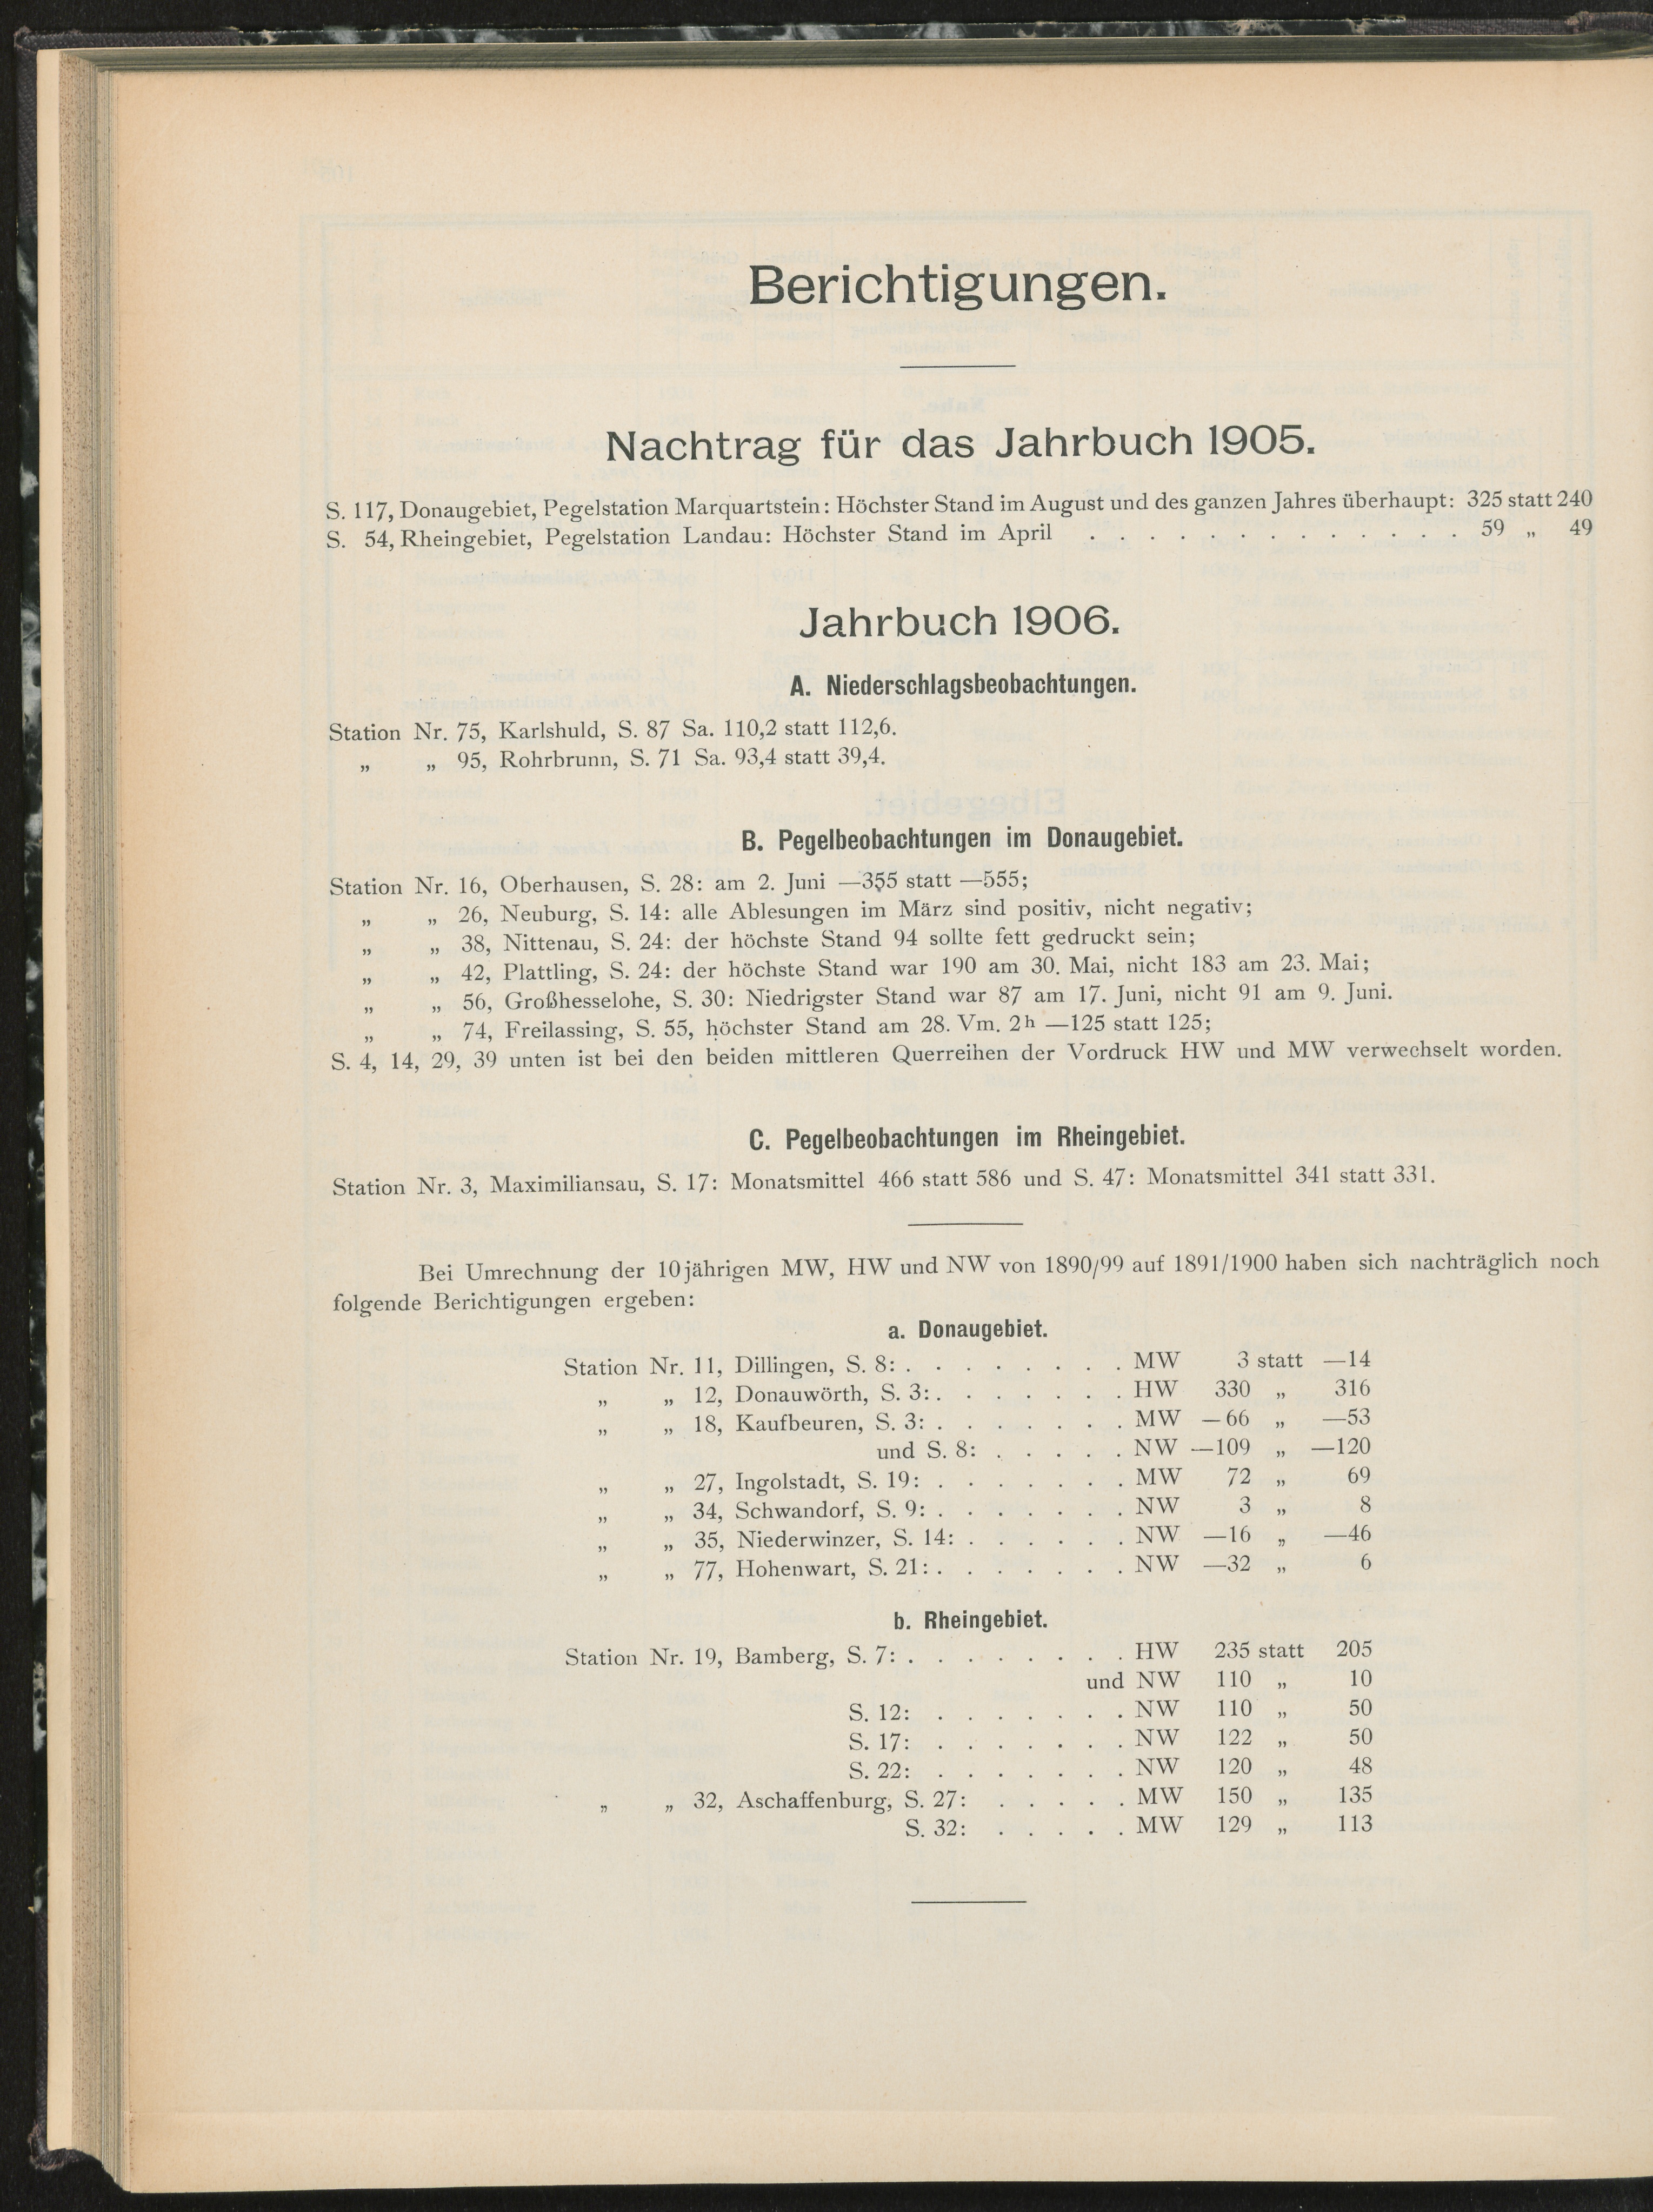 Berichtigungen.
Nachtrag für das Jahrbuch 1905.
S. 117, Donaugebiet, Pegelstation Marquartstein: Höchster Stand im August und des ganzen Jahres überhaupt: 325 statt 240
S. 54, Rheingebiet, Pegelstation Landau: Höchster Stand im April . . . . . . . . . . . . . 59 „ 49
Jahrbuch 1906.
A. Niederschlagsbeobachtungen.
Station Nr. 75, Karlshuld, S. 87 Sa. 110,2 statt 112,6.
„ „ 95, Rohrbrunn, S. 71 Sa. 93,4 statt 39,4.
B. Pegelbeobachtungen im Donaugebiet.
Station Nr. 16, Oberhausen, S. 28: am 2. Juni —355 statt —555;
„ „ 26, Neuburg, S. 14: alle Ablesungen im März sind positiv, nicht negativ;
„ „ 38, Nittenau, S. 24: der höchste Stand 94 sollte fett gedruckt sein;
„ „ 42, Plattling, S. 24: der höchste Stand war 190 am 30. Mai, nicht 183 am 23. Mai;
„ „ 56, Großhesselohe, S. 30: Niedrigster Stand war 87 am 17. Juni, nicht 91 am 9. Juni.
„ „ 74, Freilassing, S. 55, höchster Stand am 28. Vm. 2h —125 statt 125;
S. 4, 14, 29, 39 unten ist bei den beiden mittleren Querreihen der Vordruck HW und MW verwechselt worden.
C. Pegelbeobachtungen im Rheingebiet.
Station Nr. 3, Maximiliansau, S. 17: Monatsmittel 466 statt 586 und S. 47: Monatsmittel 341 statt 331.
Bei Umrechnung der 10jährigen MW, HW und NW von 1890/99 auf 1891/1900 haben sich nachträglich noch
folgende Berichtigungen ergeben:
a. Donaugebiet.
Station Nr. 11, Dillingen, S. 8: . . . . . . . . MW 3 statt —14
„ „ 12, Donauwörth, S. 3: . . . . . . . HW 330 „ 316
„ „ 18, Kaufbeuren, S. 3: . . . . . . . MW —66 „ —53
und S. 8: . . . . . NW —109 „ —120
„ „ 27, Ingolstadt, S. 19: . . . . . . . MW 72 „ 69
„ „ 34, Schwandorf, S. 9: . . . . . . . NW 3 „ 8
„ „ 35, Niederwinzer, S. 14: . . . . . . NW —16 „ —46
„ „ 77, Hohenwart, S. 21: . . . . . . . NW —32 „ 6
b. Rheingebiet.
Station Nr. 19, Bamberg, S. 7: . . . . . . . . HW 235 statt 205
und NW 110 „ 10
S. 12: . . . . . . . NW 110 „ 50
S. 17: . . . . . . . NW 122 „ 50
S. 22: . . . . . . . NW 120 „ 48
„ „ 32, Aschaffenburg, S. 27: . . . . . MW 150 „ 135
S. 32: . . . . . MW 129 „ 113